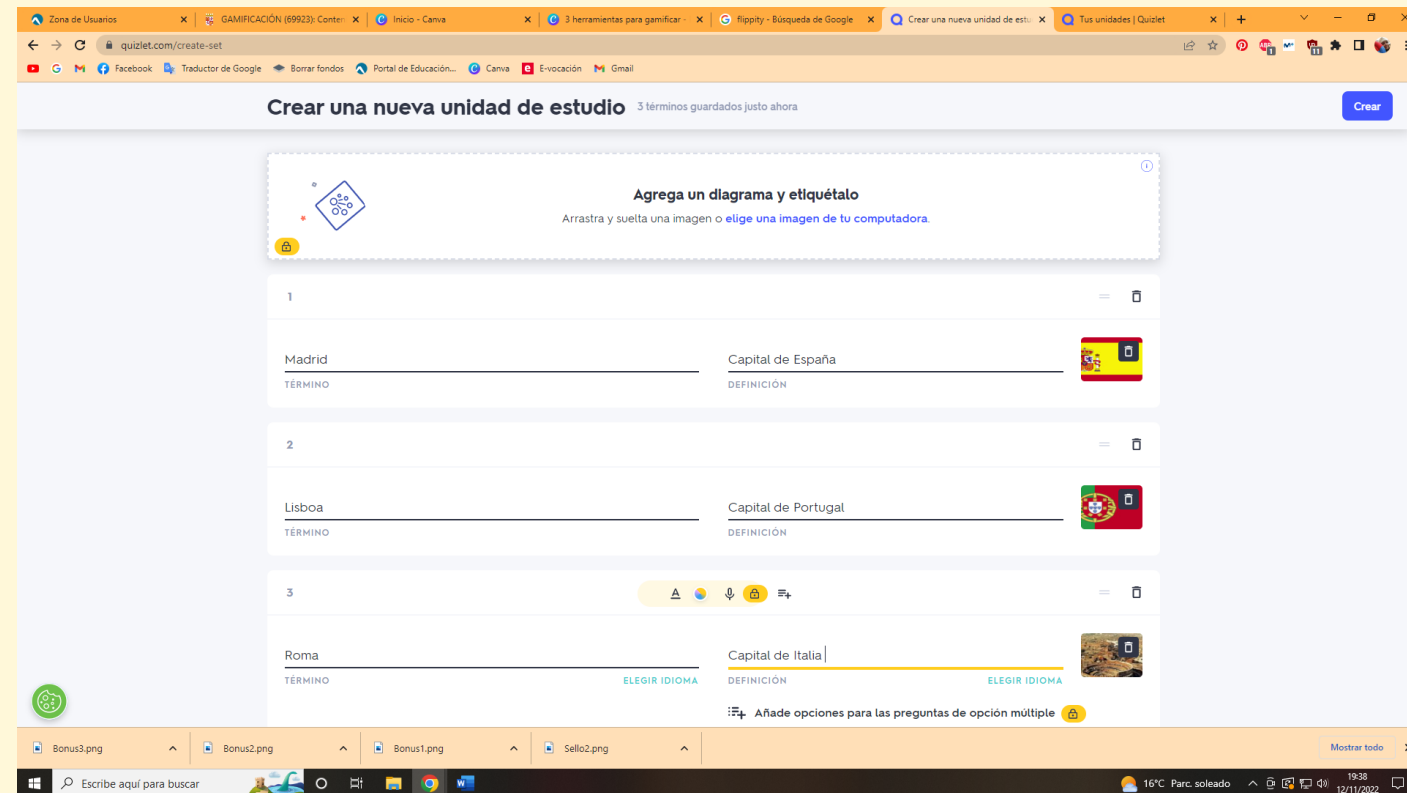 Zona de Usuarios
GAMIFICACIÓN (69923): Conten
Inicio - Canva
3 herramientas para gamificar -
flippity - Búsqueda de Google
Crear una nueva unidad de estu
Tus unidades | Quizlet
quizlet.com/create-set
Facebook
Traductor de Google
Borrar fondos
Portal de Educación...
Canva
E-vocación
Gmail
Crear una nueva unidad de estudio
3 términos guardados justo ahora
Crear
Agrega un diagrama y etiquétalo
Arrastra y suelta una imagen o elige una imagen de tu computadora.
1
Madrid
Capital de España
TÉRMINO
DEFINICIÓN
2
Lisboa
Capital de Portugal
TÉRMINO
DEFINICIÓN
3
Roma
Capital de Italia
TÉRMINO
ELEGIR IDIOMA
DEFINICIÓN
ELEGIR IDIOMA
Añade opciones para las preguntas de opción múltiple
Bonus3.png
Bonus2.png
Bonus1.png
Sello2.png
Mostrar todo
Escribe aquí para buscar
16°C Parc. soleado
19:38
12/11/2022